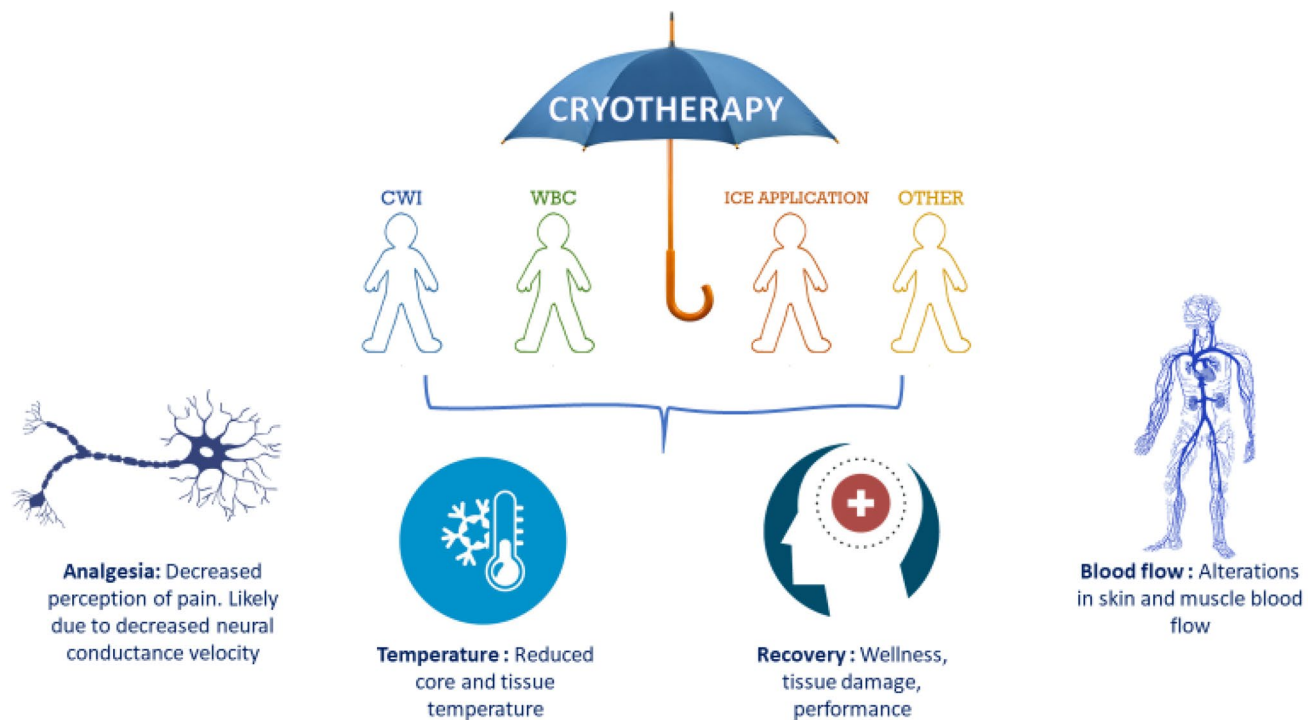 CRYOTHERAPY
CWI
WBC
ICE APPLICATION
OTHER
Analgesia: Decreased
perception of pain. Likely
due to decreased neural
conductance velocity
Temperature : Reduced
core and tissue
temperature
Recovery : Wellness,
tissue damage,
performance
Blood flow : Alterations
in skin and muscle blood
flow